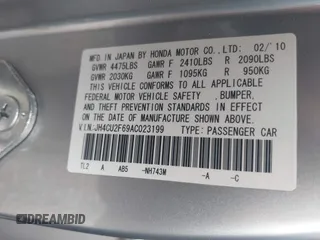 MFD. IN JAPAN BY HONDA MOTOR CO.,LTD. 02/'10
GVWR 4475LBS GAWR F 2410LBS R 2090LBS
GVWR 2030KG GAWR F 1095KG R 950KG
THIS VEHICLE CONFORMS TO ALL APPLICABLE
FEDERAL MOTOR VEHICLE SAFETY ,BUMPER,
AND THEFT PREVENTION STANDARDS IN EFFECT
ON THE DATE OF MANUFACTURE SHOWN ABOVE.
V.I.N.:JH4CU2F69AC023199 TYPE: PASSENGER CAR
TL2 A AB5 -NH743M -A -C
AUTOBIDMASTER